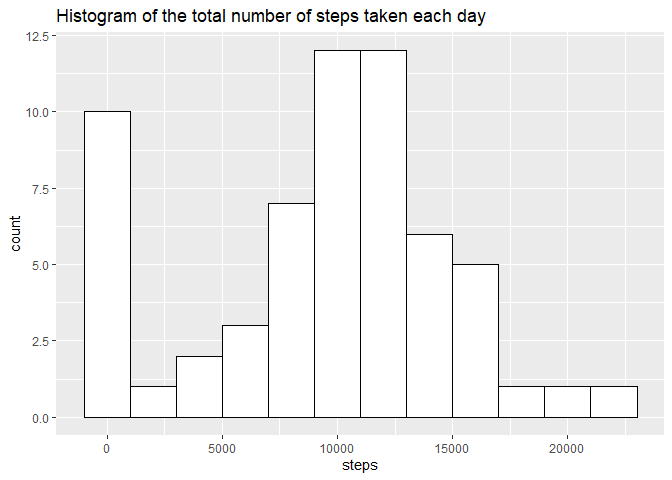 Histogram of the total number of steps taken each day
12.5
10.0
7.5
5.0
2.5
0.0
count
0 5000 10000 15000 20000
steps